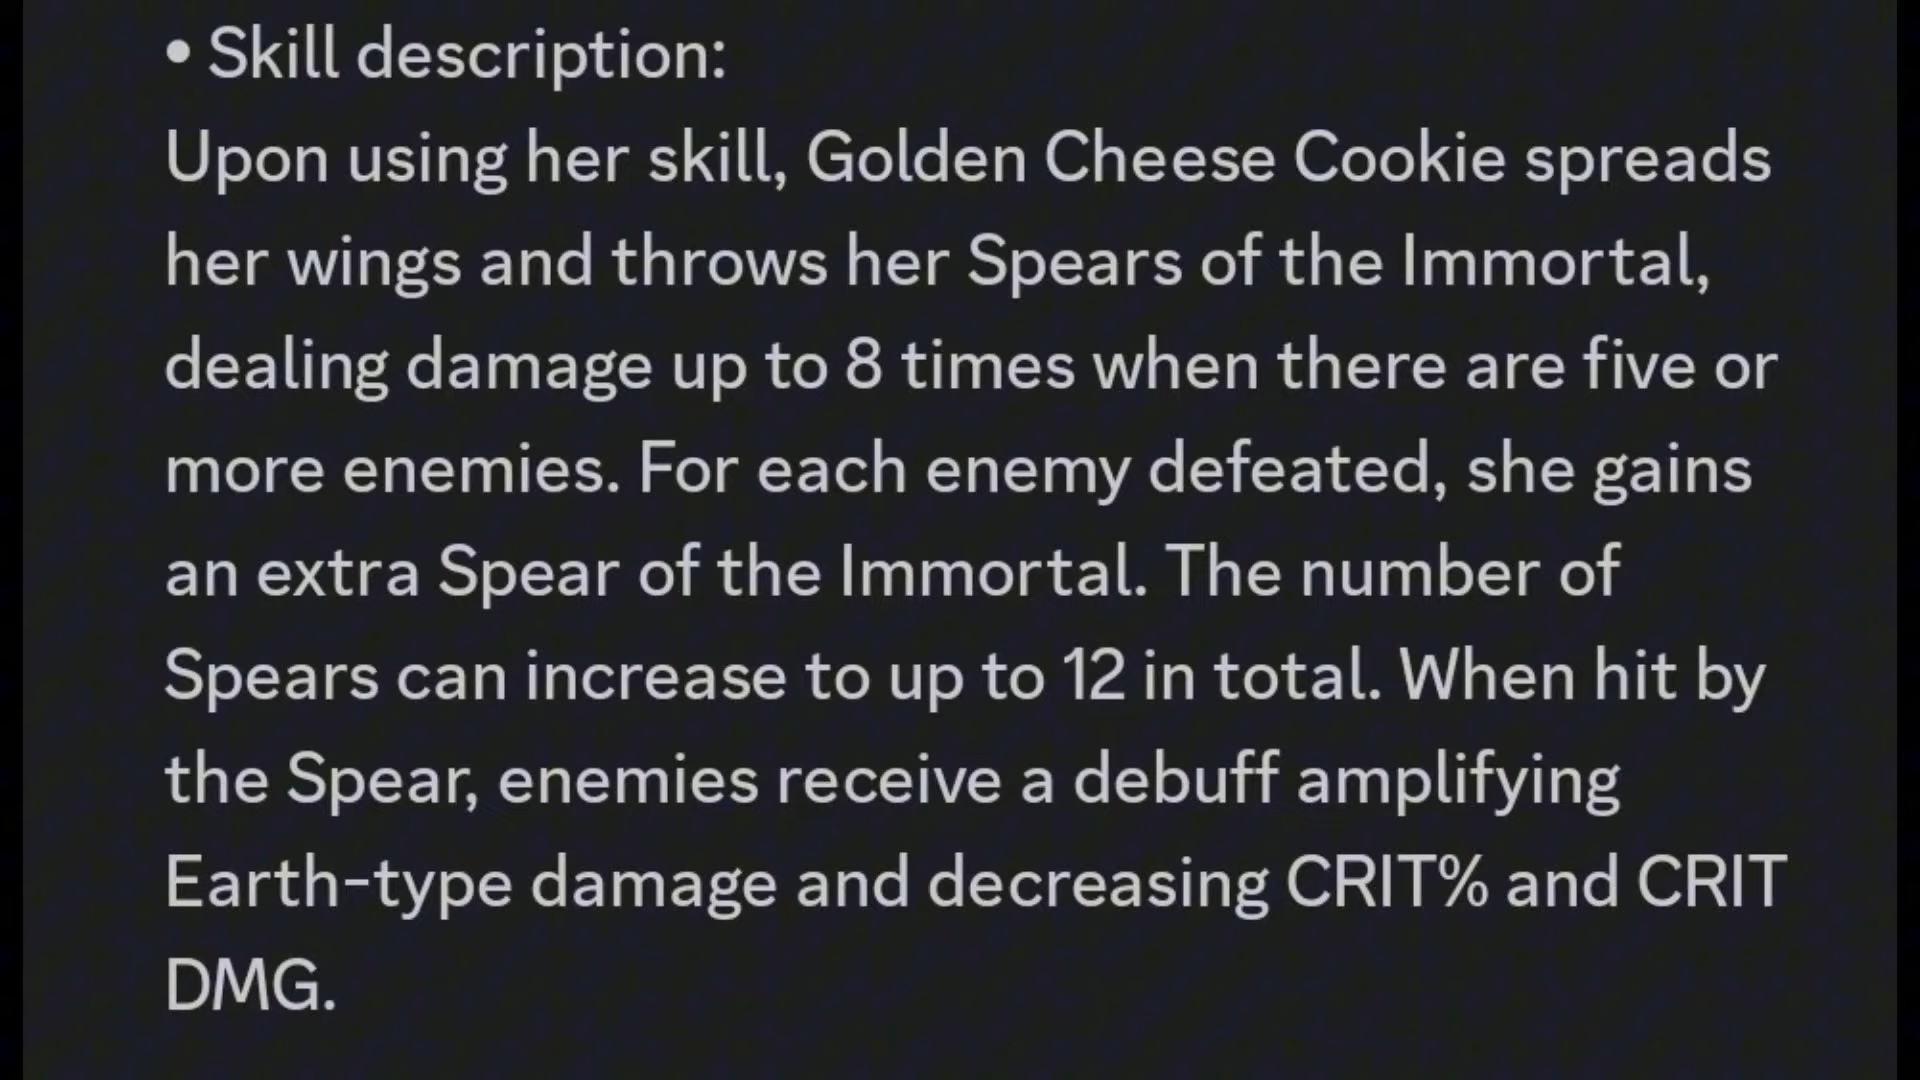 • Skill description:
Upon using her skill, Golden Cheese Cookie spreads
her wings and throws her Spears of the Immortal,
dealing damage up to 8 times when there are five or
more enemies. For each enemy defeated, she gains
an extra Spear of the Immortal. The number of
Spears can increase to up to 12 in total. When hit by
the Spear, enemies receive a debuff amplifying
Earth-type damage and decreasing CRIT% and CRIT
DMG.